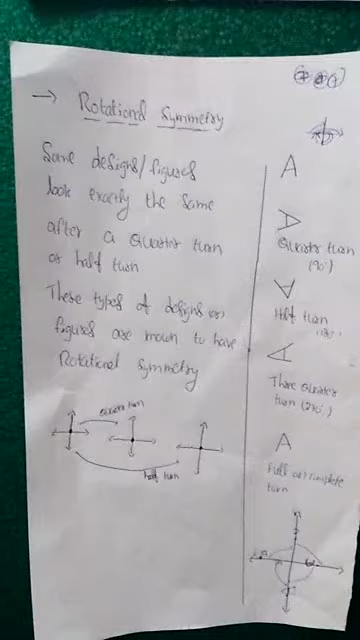 → Rotational Symmetry
Some designs/figures
look exactly the same
after a Quarter turn
or half turn
These types of designs (or)
figures are known to have
Rotational Symmetry
Quarter turn
half turn
A
A
Quarter turn
(90°)
A
Half turn
A
Three Quarter
turn (270°)
A
Full (or) complete
turn